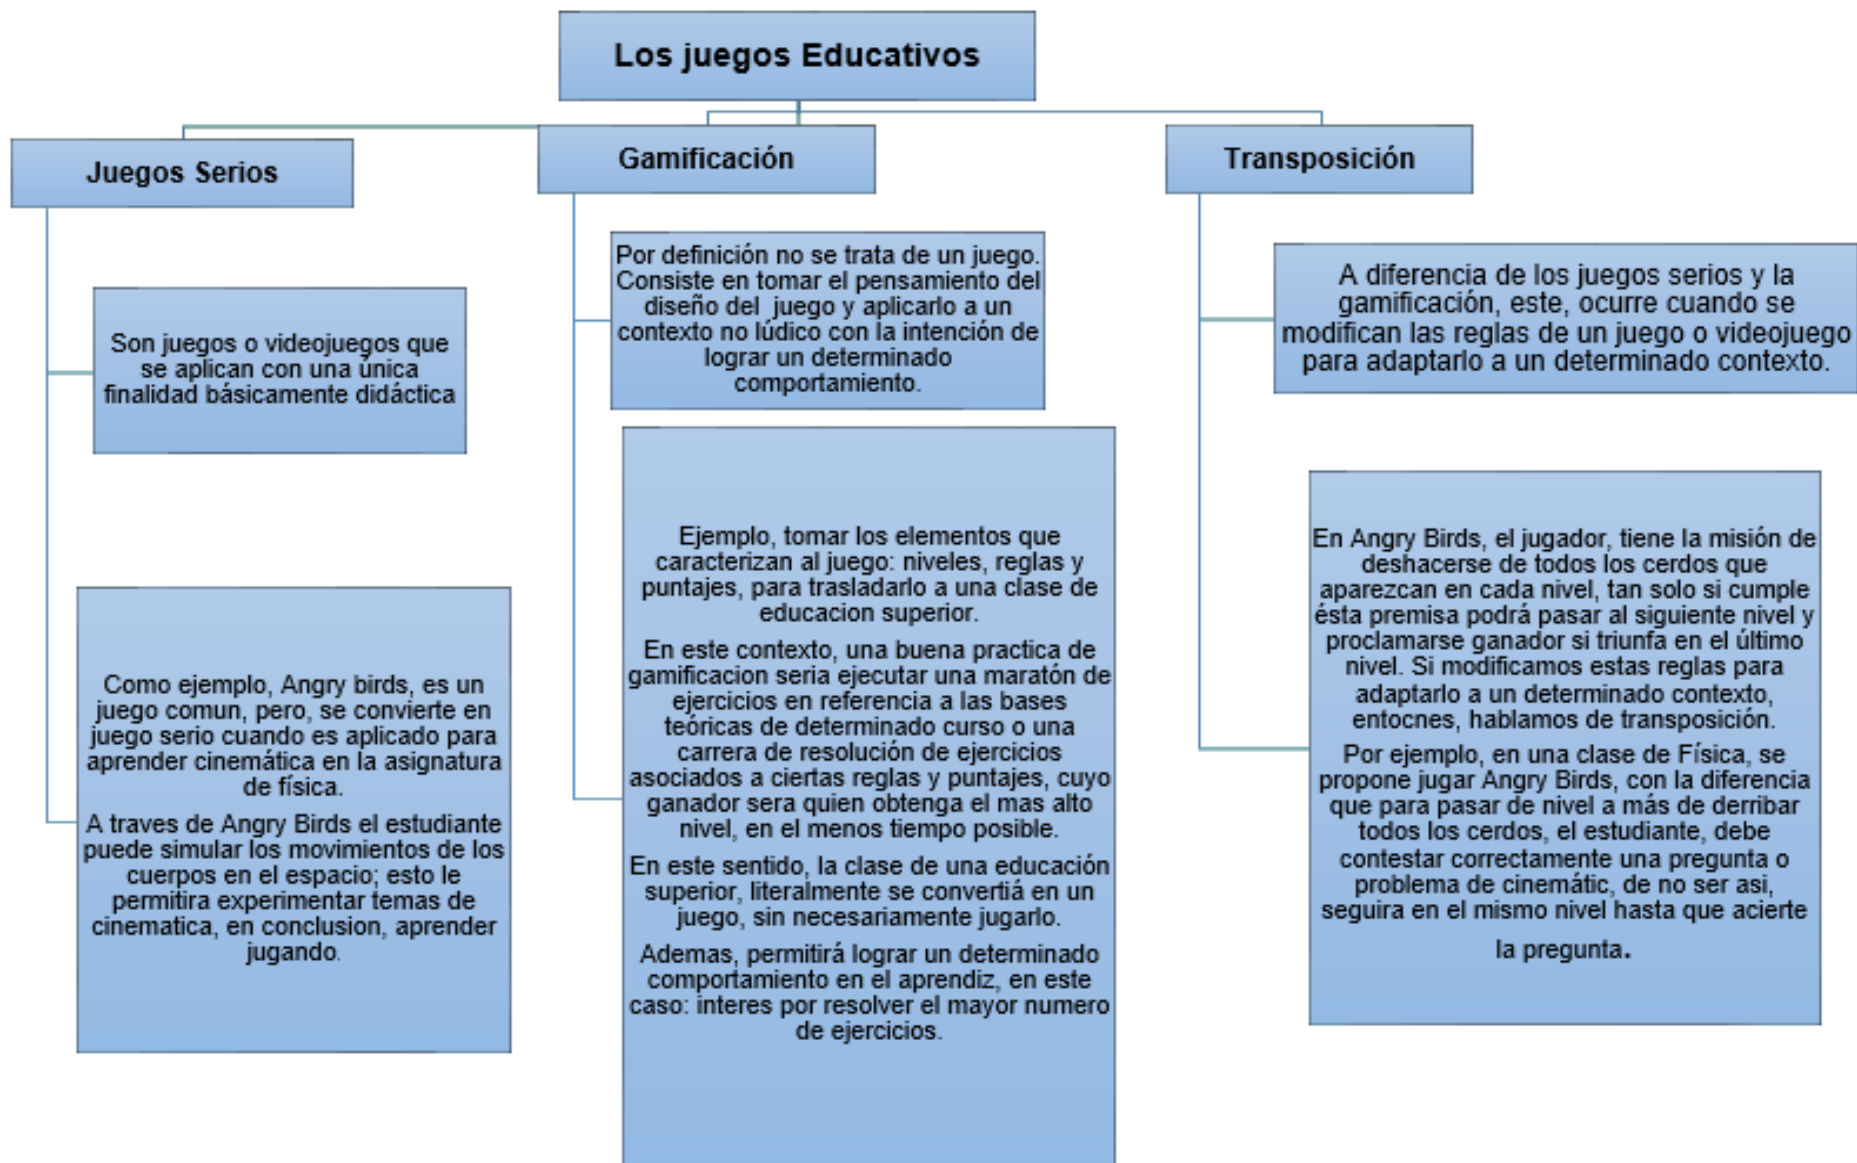 Los juegos Educativos
Juegos Serios
Son juegos o videojuegos que
se aplican con una única
finalidad básicamente didáctica
Como ejemplo, Angry birds, es un
juego comun, pero, se convierte en
juego serio cuando es aplicado para
aprender cinemática en la asignatura
de física.
A traves de Angry Birds el estudiante
puede simular los movimientos de los
cuerpos en el espacio; esto le
permitira experimentar temas de
cinematica, en conclusion, aprender
jugando.
Gamificación
Por definición no se trata de un juego.
Consiste en tomar el pensamiento del
diseño del juego y aplicarlo a un
contexto no lúdico con la intención de
lograr un determinado
comportamiento.
Ejemplo, tomar los elementos que
caracterizan al juego: niveles, reglas y
puntajes, para trasladarlo a una clase de
educacion superior.
En este contexto, una buena practica de
gamificacion seria ejecutar una maratón de
ejercicios en referencia a las bases
teóricas de determinado curso o una
carrera de resolución de ejercicios
asociados a ciertas reglas y puntajes, cuyo
ganador sera quien obtenga el mas alto
nivel, en el menos tiempo posible.
En este sentido, la clase de una educación
superior, literalmente se convertiá en un
juego, sin necesariamente jugarlo.
Ademas, permitirá lograr un determinado
comportamiento en el aprendiz, en este
caso: interes por resolver el mayor numero
de ejercicios.
Transposición
A diferencia de los juegos serios y la
gamificación, este, ocurre cuando se
modifican las reglas de un juego o videojuego
para adaptarlo a un determinado contexto.
En Angry Birds, el jugador, tiene la misión de
deshacerse de todos los cerdos que
aparezcan en cada nivel, tan solo si cumple
ésta premisa podrá pasar al siguiente nivel y
proclamarse ganador si triunfa en el último
nivel. Si modificamos estas reglas para
adaptarlo a un determinado contexto,
entocnes, hablamos de transposición.
Por ejemplo, en una clase de Física, se
propone jugar Angry Birds, con la diferencia
que para pasar de nivel a más de derribar
todos los cerdos, el estudiante, debe
contestar correctamente una pregunta o
problema de cinemátic, de no ser asi,
seguira en el mismo nivel hasta que acierte
la pregunta.